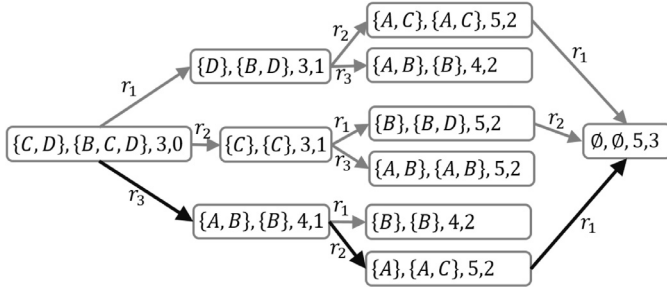 {A, C}, {A, C}, 5,2
r₂
r₁
{D}, {B, D}, 3,1
r₃
{A, B}, {B}, 4,2
r₁
{B}, {B, D}, 5,2
r₁
r₂
{C, D}, {B, C, D}, 3,0
r₂
{C}, {C}, 3,1
∅, ∅, 5,3
r₃
{A, B}, {A, B}, 5,2
r₃
r₁
{A, B}, {B}, 4,1
{B}, {B}, 4,2
r₁
r₂
{A}, {A, C}, 5,2